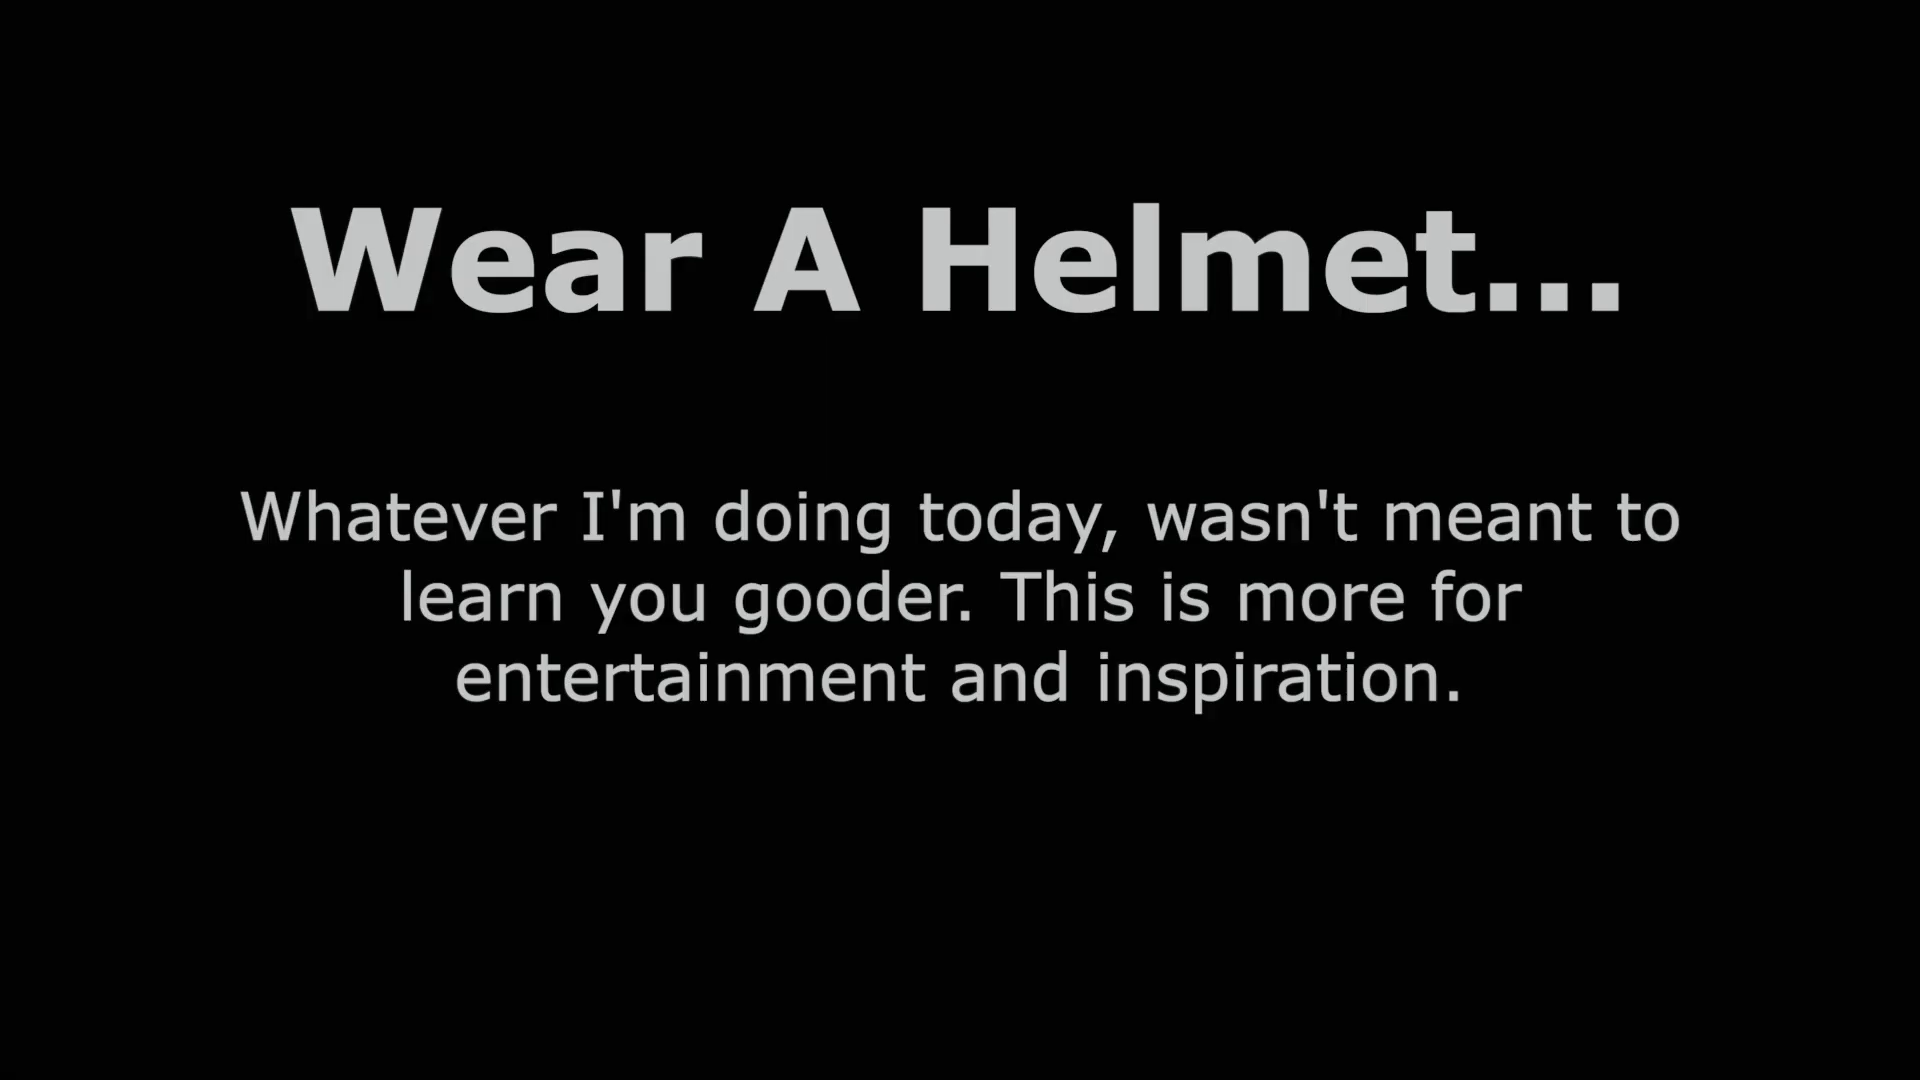 Wear A Helmet...
Whatever I'm doing today, wasn't meant to
learn you gooder. This is more for
entertainment and inspiration.